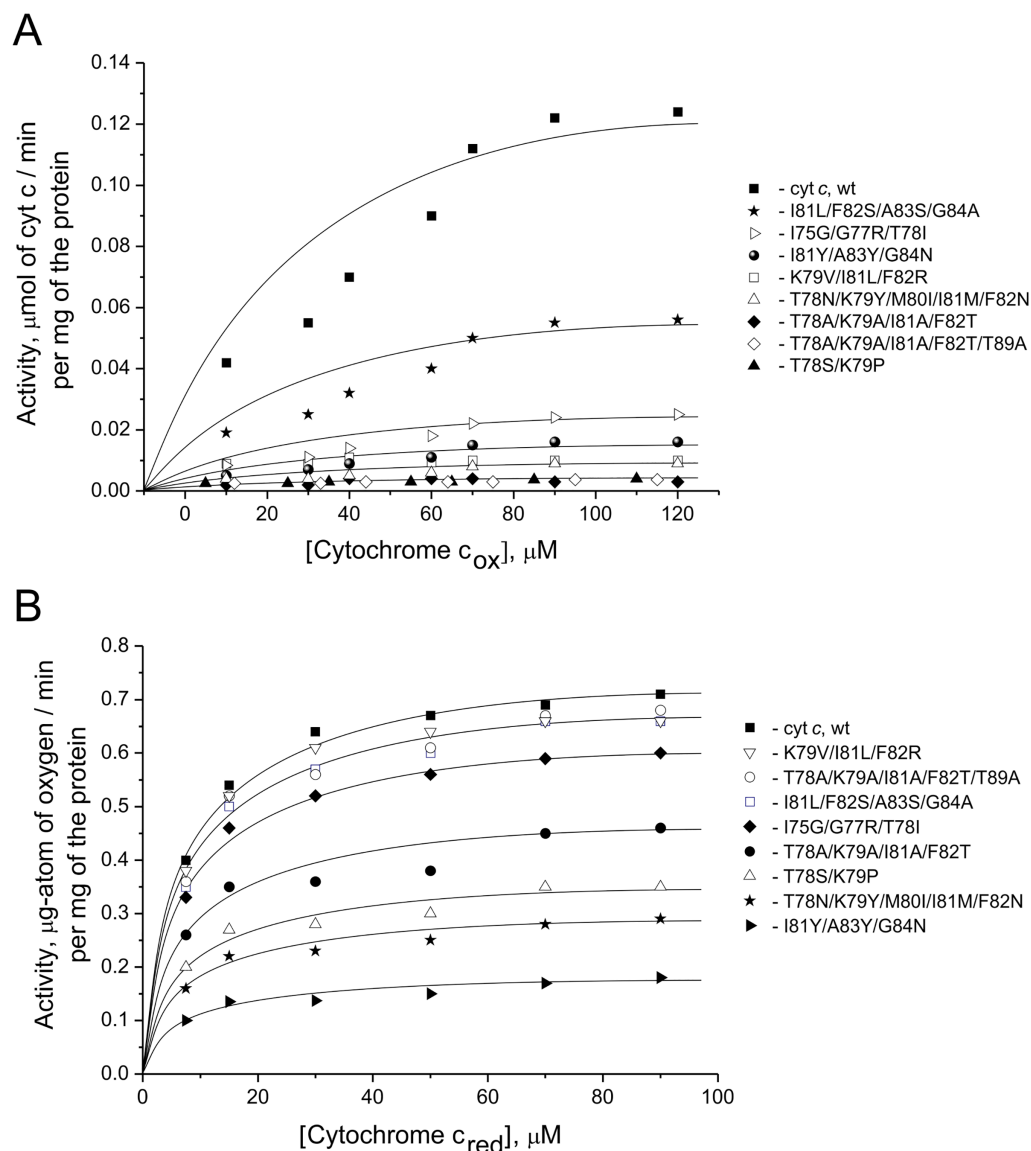 A
0.14
0.12
0.10
0.08
0.06
0.04
0.02
0.00
Activity, μmol of cyt c / min
per mg of the protein
0 20 40 60 80 100 120
[Cytochrome cox], μM
- cyt c, wt
- I81L/F82S/A83S/G84A
- I75G/G77R/T78I
- I81Y/A83Y/G84N
- K79V/I81L/F82R
- T78N/K79Y/M80I/I81M/F82N
- T78A/K79A/I81A/F82T
- T78A/K79A/I81A/F82T/T89A
- T78S/K79P
B
0.8
0.7
0.6
0.5
0.4
0.3
0.2
0.1
0.0
Activity, μg-atom of oxygen / min
per mg of the protein
0 20 40 60 80 100
[Cytochrome cred], μM
- cyt c, wt
- K79V/I81L/F82R
- T78A/K79A/I81A/F82T/T89A
- I81L/F82S/A83S/G84A
- I75G/G77R/T78I
- T78A/K79A/I81A/F82T
- T78S/K79P
- T78N/K79Y/M80I/I81M/F82N
- I81Y/A83Y/G84N